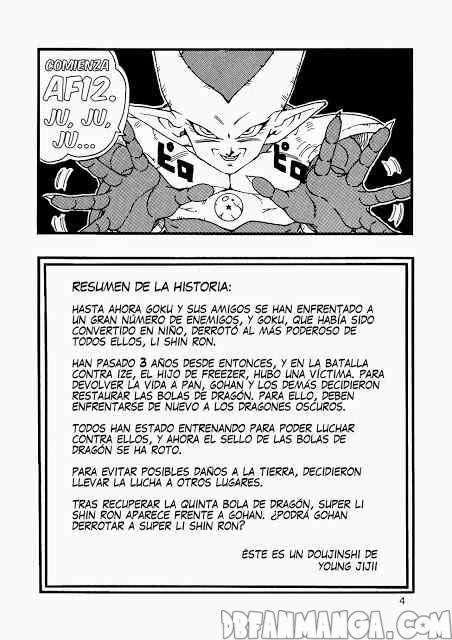 COMIENZA
AF12.
JU, JU,
JU...
ピロ
ピロ
RESUMEN DE LA HISTORIA:
HASTA AHORA GOKU Y SUS AMIGOS SE HAN ENFRENTADO A
UN GRAN NÚMERO DE ENEMIGOS, Y GOKU, QUE HABÍA SIDO
CONVERTIDO EN NIÑO, DERROTÓ AL MÁS PODEROSO DE
TODOS ELLOS, LI SHIN RON.
HAN PASADO 3 AÑOS DESDE ENTONCES, Y EN LA BATALLA
CONTRA IZE, EL HIJO DE FREEZER, HUBO UNA VÍCTIMA. PARA
DEVOLVER LA VIDA A PAN, GOHAN Y LOS DEMÁS DECIDIERON
RESTAURAR LAS BOLAS DE DRAGÓN. PARA ELLO, DEBEN
ENFRENTARSE DE NUEVO A LOS DRAGONES OSCUROS.
TODOS HAN ESTADO ENTRENANDO PARA PODER LUCHAR
CONTRA ELLOS, Y AHORA EL SELLO DE LAS BOLAS DE
DRAGÓN SE HA ROTO.
PARA EVITAR POSIBLES DAÑOS A LA TIERRA, DECIDIERON
LLEVAR LA LUCHA A OTROS LUGARES.
TRAS RECUPERAR LA QUINTA BOLA DE DRAGÓN, SUPER LI
SHIN RON APARECE FRENTE A GOHAN. ¿PODRÁ GOHAN
DERROTAR A SUPER LI SHIN RON?
ÉSTE ES UN DOUJINSHI DE
YOUNG JIJII
4
DBFANMANGA.COM